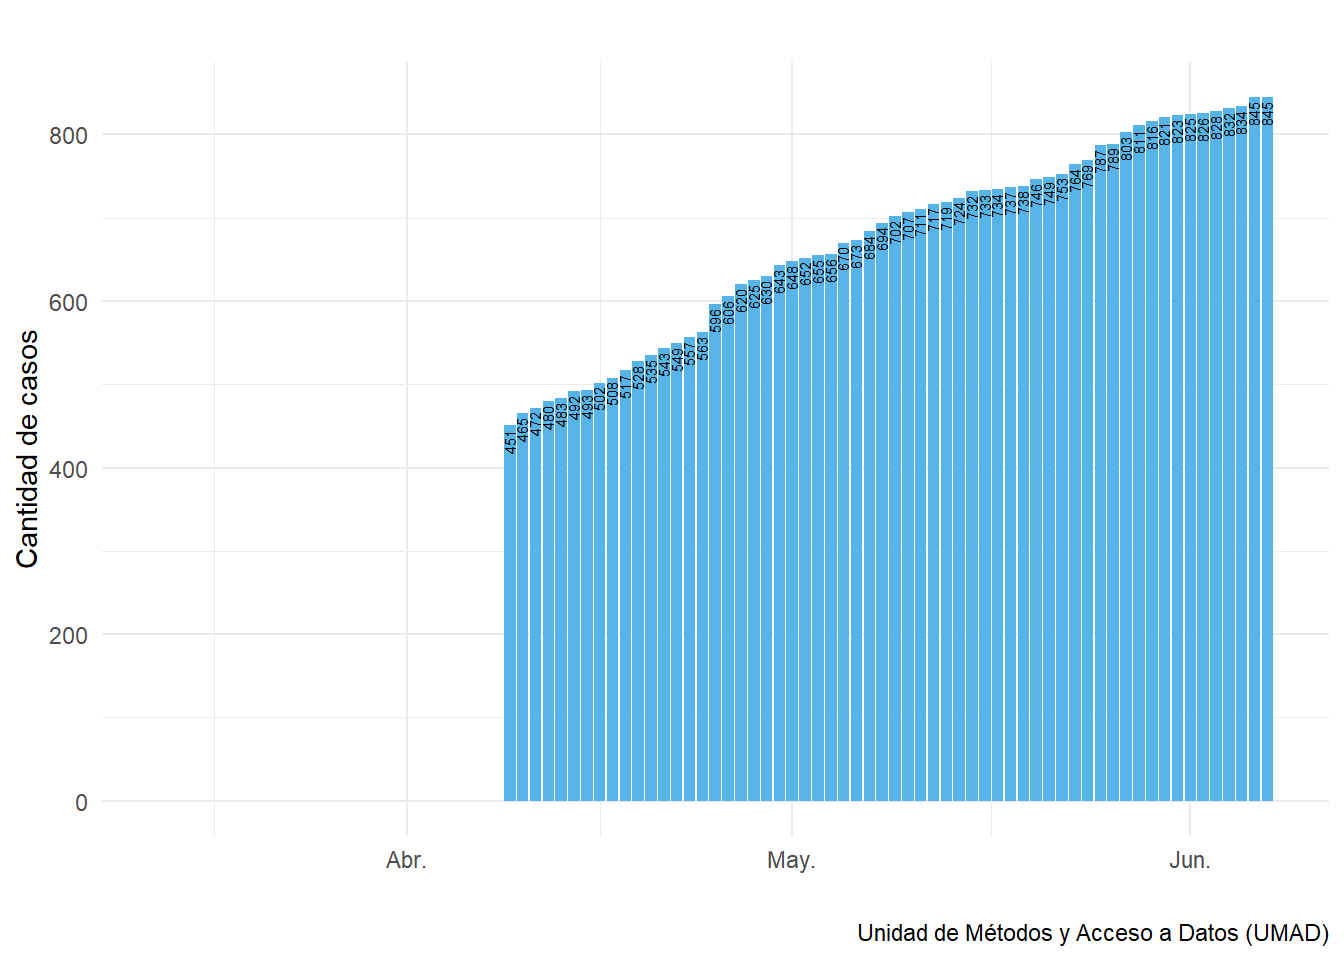 Cantidad de casos
800
600
400
200
0
451 465 472 480 483 492 493 502 508 517 528 535 543 549 557 563 596 606 620 625 630 643 648 652 655 656 670 673 684 694 702 707 711 717 719 724 732 733 734 737 738 746 749 753 764 769 787 789 803 811 816 821 823 825 826 828 832 834 845 845
Abr. May. Jun.
Unidad de Métodos y Acceso a Datos (UMAD)